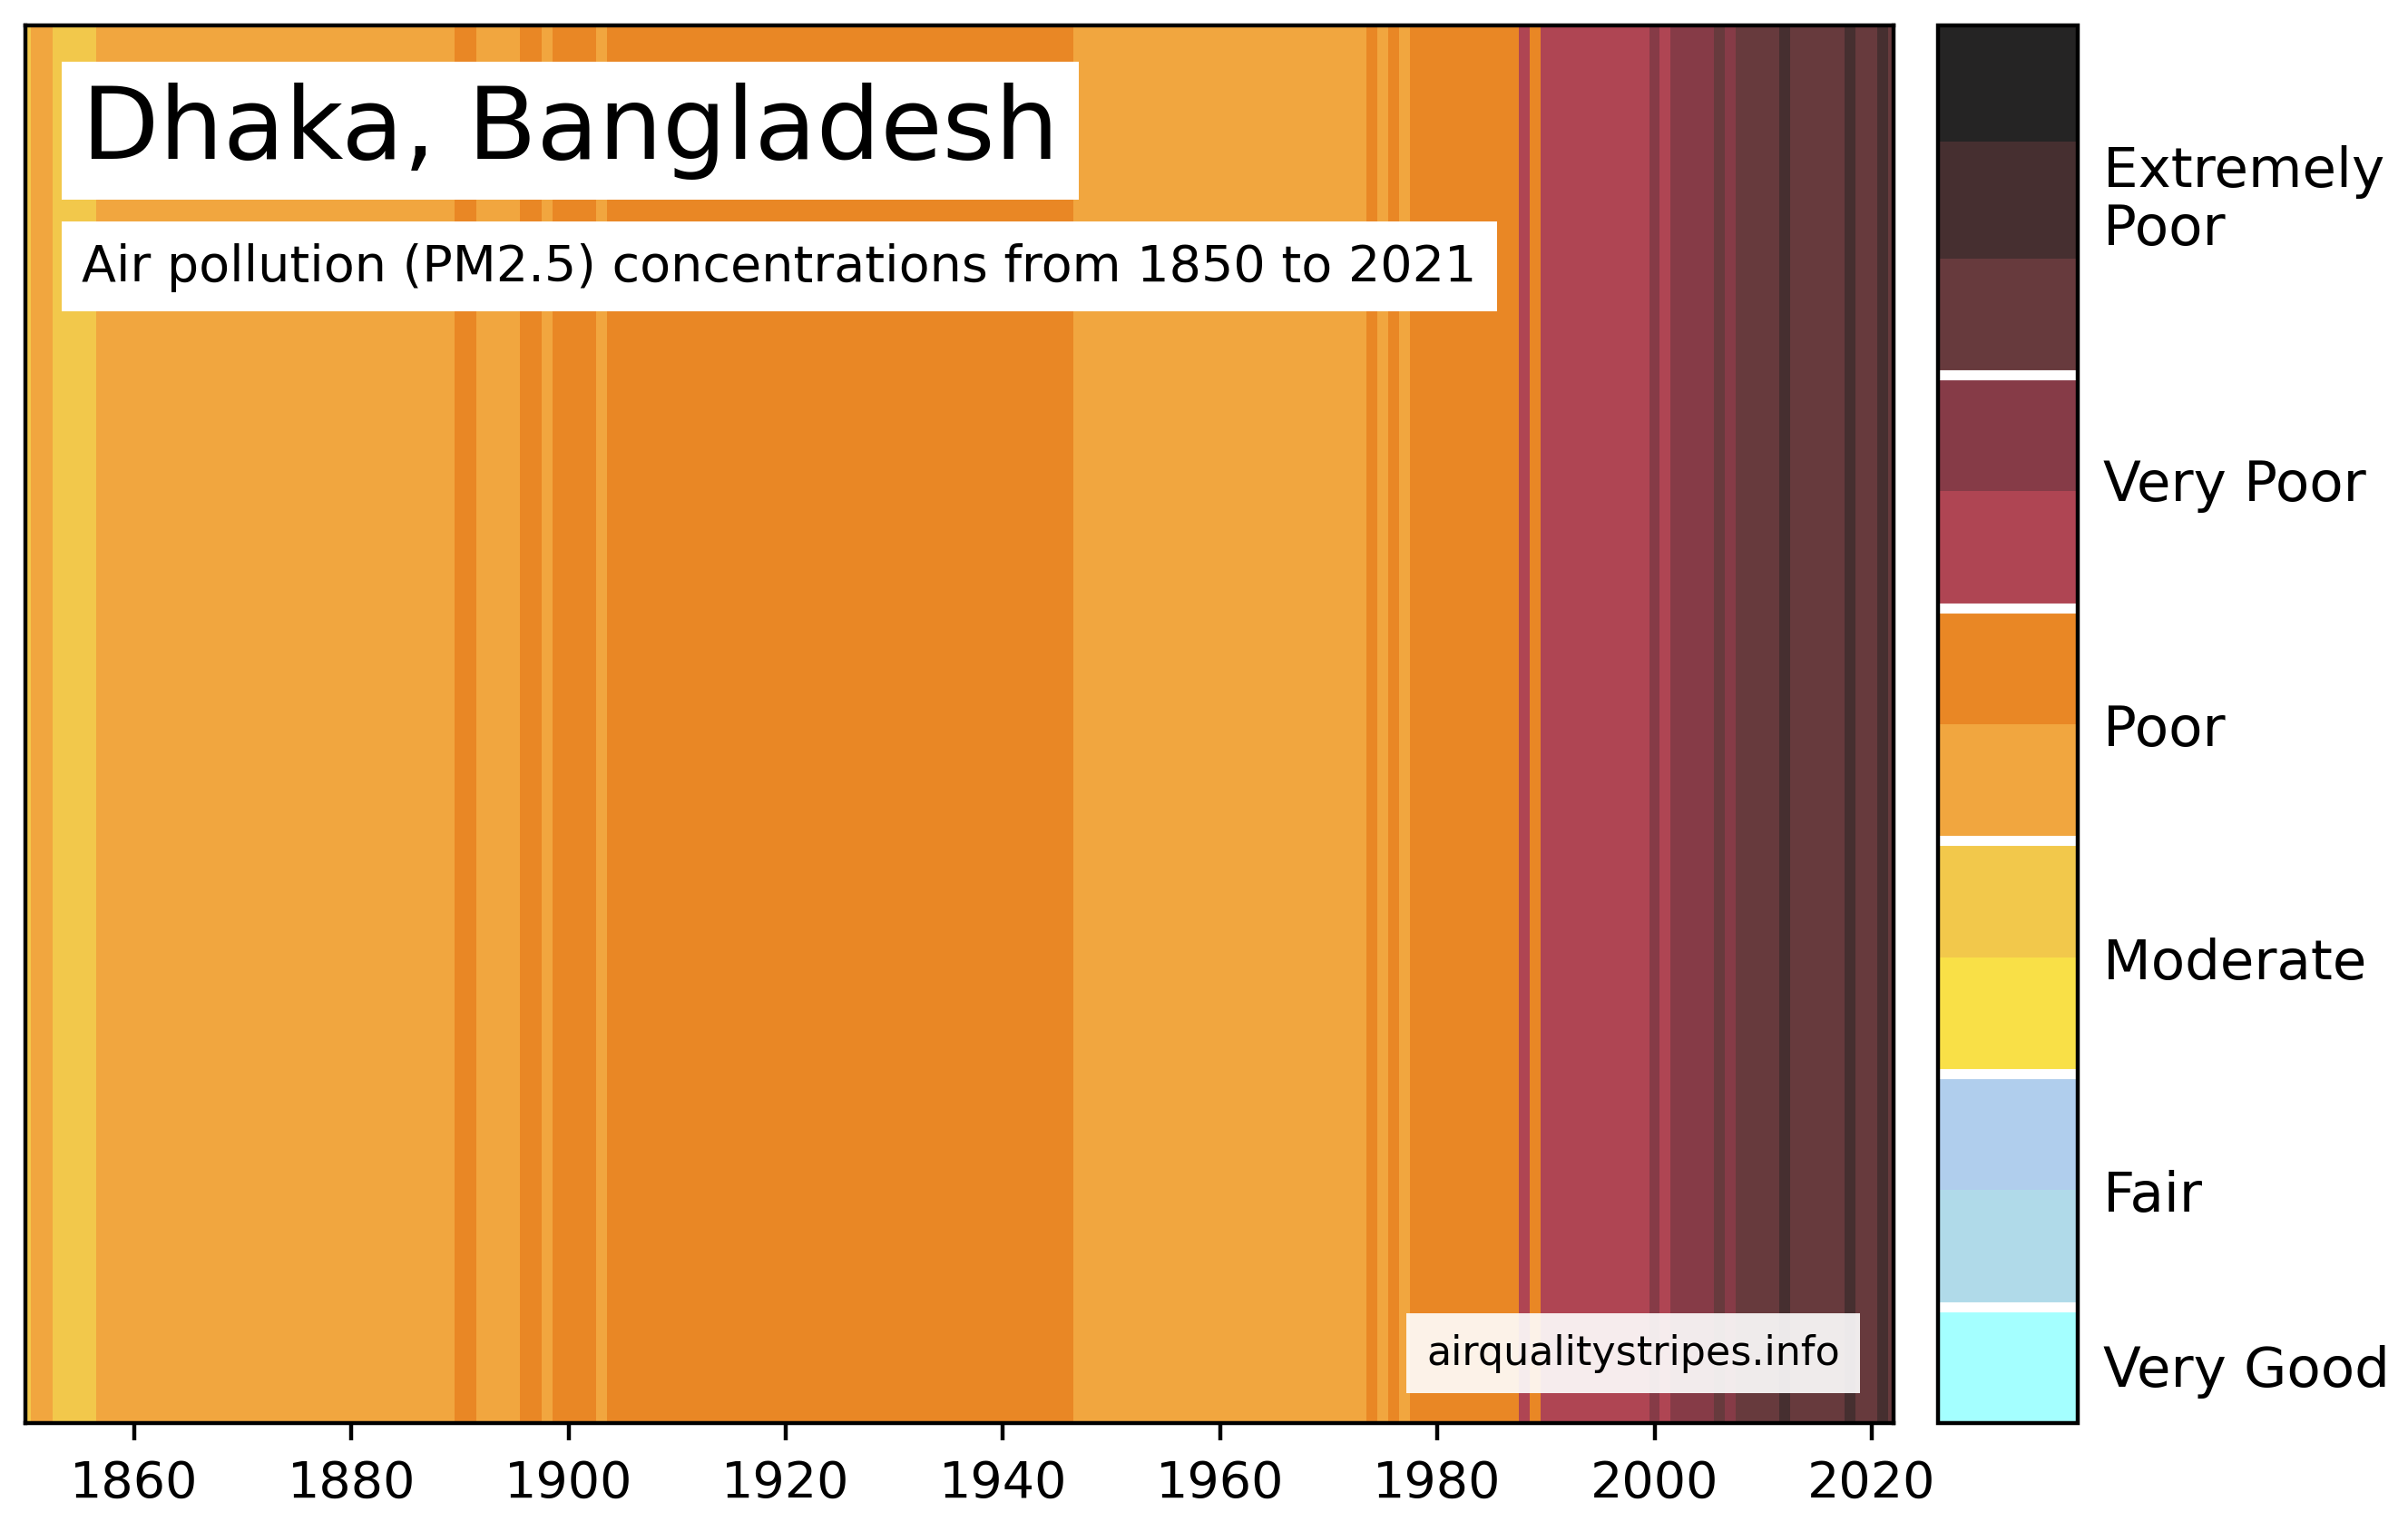 Dhaka, Bangladesh
Air pollution (PM2.5) concentrations from 1850 to 2021
Extremely
Poor
Very Poor
Poor
Moderate
Fair
Very Good
airqualitystripes.info
1860 1880 1900 1920 1940 1960 1980 2000 2020